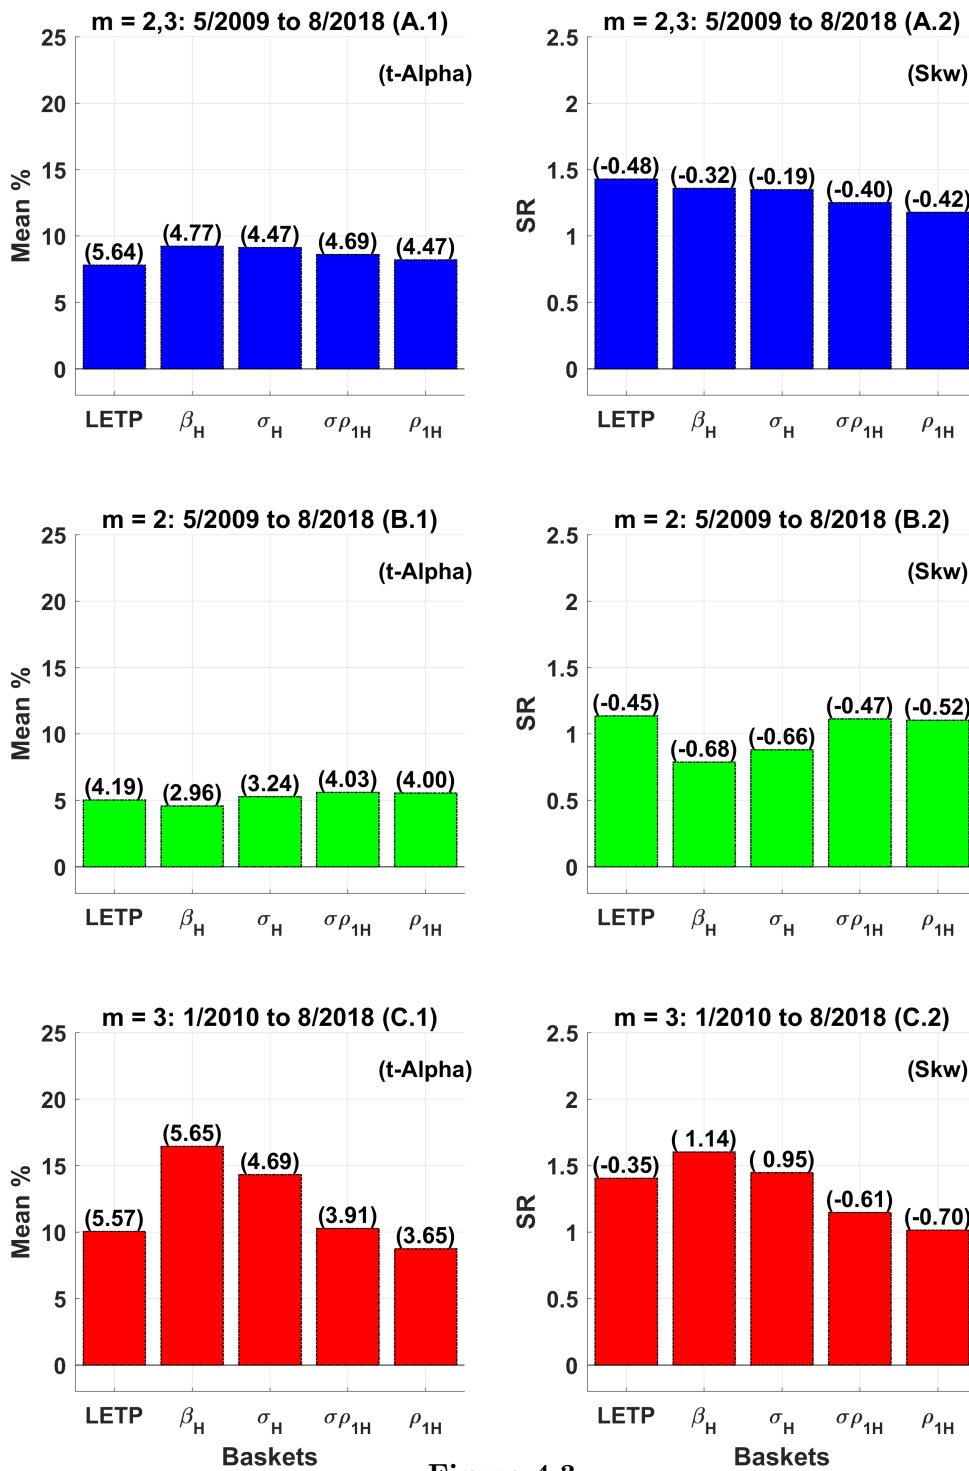 m = 2,3: 5/2009 to 8/2018 (A.1)
(t-Alpha)
Mean %
25
20
15
10
5
0
(5.64) (4.77) (4.47) (4.69) (4.47)
LETP β_H σ_H σρ_1H ρ_1H
m = 2,3: 5/2009 to 8/2018 (A.2)
(Skw)
SR
2.5
2
1.5
1
0.5
0
(-0.48) (-0.32) (-0.19) (-0.40) (-0.42)
LETP β_H σ_H σρ_1H ρ_1H
m = 2: 5/2009 to 8/2018 (B.1)
(t-Alpha)
Mean %
25
20
15
10
5
0
(4.19) (2.96) (3.24) (4.03) (4.00)
LETP β_H σ_H σρ_1H ρ_1H
m = 2: 5/2009 to 8/2018 (B.2)
(Skw)
SR
2.5
2
1.5
1
0.5
0
(-0.45) (-0.68) (-0.66) (-0.47) (-0.52)
LETP β_H σ_H σρ_1H ρ_1H
m = 3: 1/2010 to 8/2018 (C.1)
(t-Alpha)
Mean %
25
20
15
10
5
0
(5.57) (5.65) (4.69) (3.91) (3.65)
LETP β_H σ_H σρ_1H ρ_1H
Baskets
m = 3: 1/2010 to 8/2018 (C.2)
(Skw)
SR
2.5
2
1.5
1
0.5
0
(-0.35) ( 1.14) ( 0.95) (-0.61) (-0.70)
LETP β_H σ_H σρ_1H ρ_1H
Baskets